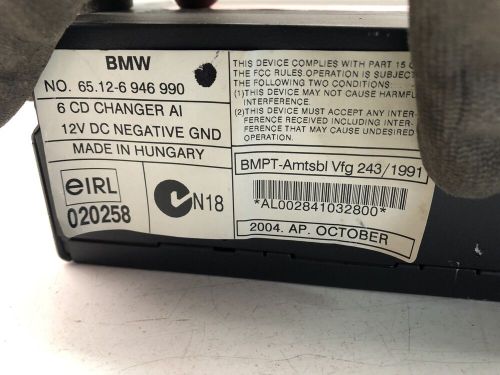 BMW
NO. 65.12-6 946 990
6 CD CHANGER AI
12V DC NEGATIVE GND
MADE IN HUNGARY
eIRL
020258
N18
THIS DEVICE COMPLIES WITH PART 15 O
THE FCC RULES.OPERATION IS SUBJECT
THE FOLLOWING TWO CONDITIONS
(1)THIS DEVICE MAY NOT CAUSE HARMFU
INTERFERENCE.
(2)THIS DEVICE MUST ACCEPT ANY INTER-
FERENCE RECEIVED INCLUDING INTER-
FERENCE THAT MAY CAUSE UNDESIRED
OPERATION.
BMPT-Amtsbl Vfg 243/1991
*AL002841032800*
2004. AP. OCTOBER